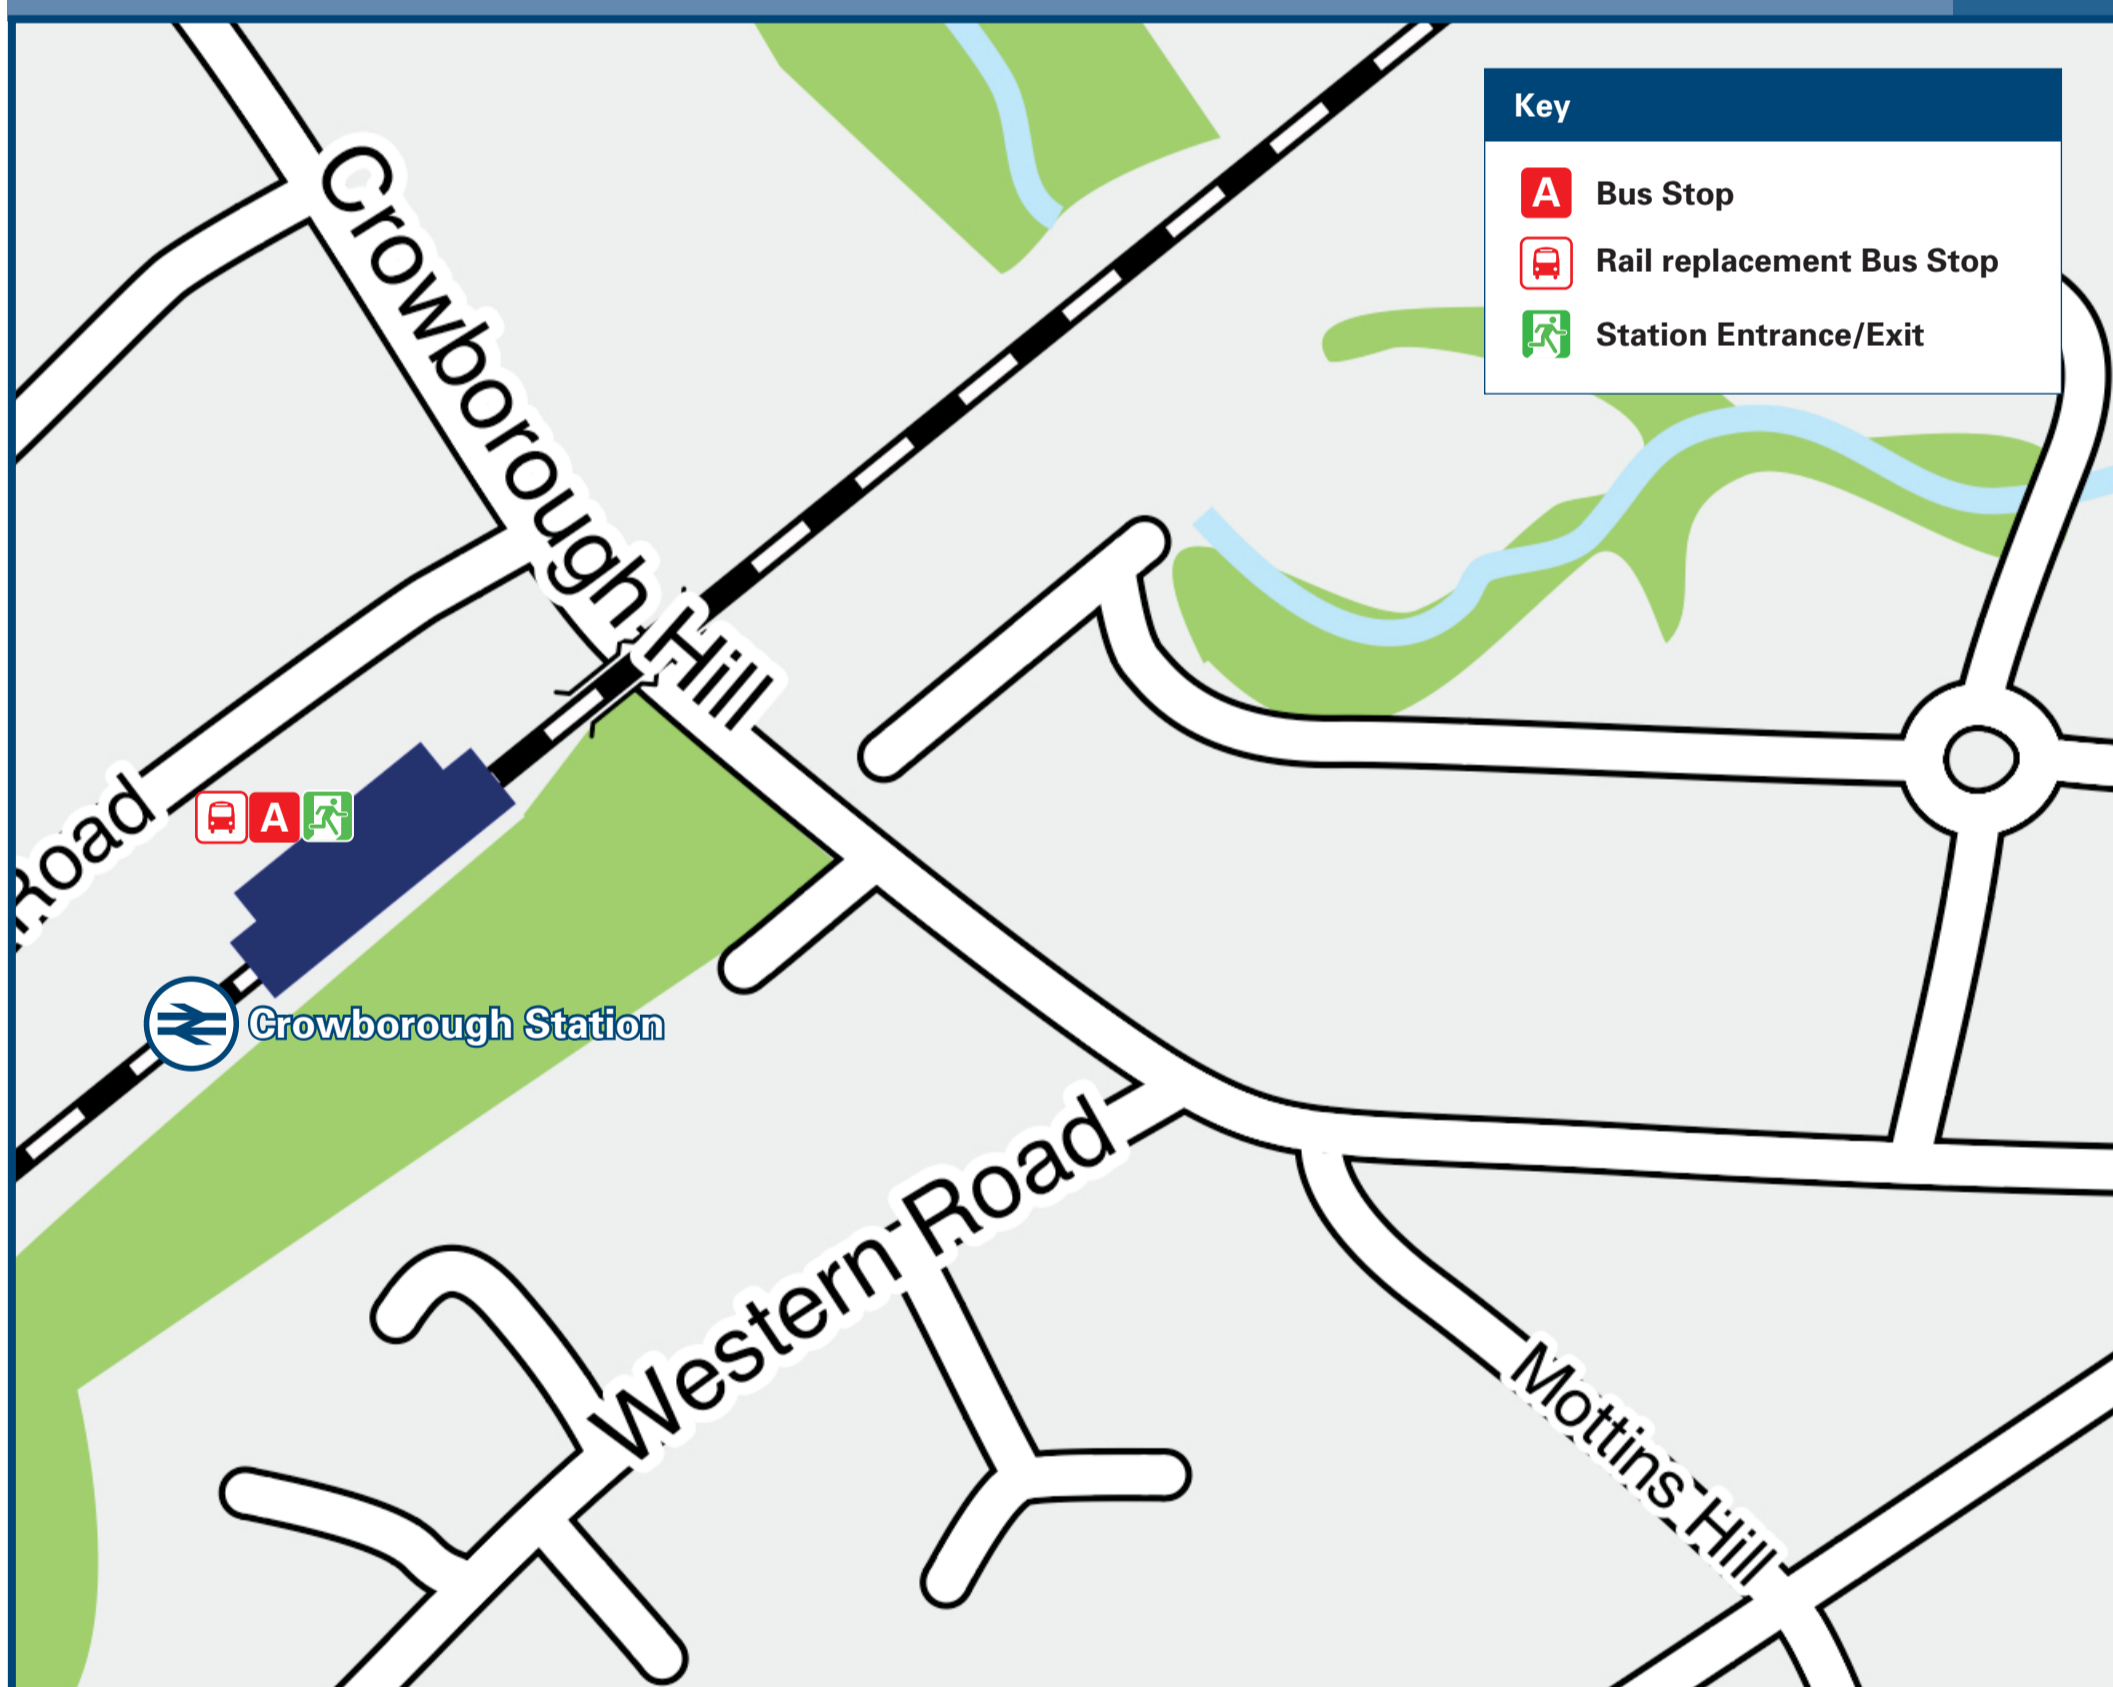 Key
A Bus Stop
Rail replacement Bus Stop
Station Entrance/Exit
Crowborough Hill
Road
A
Crowborough Station
Western Road
Mottins Hill